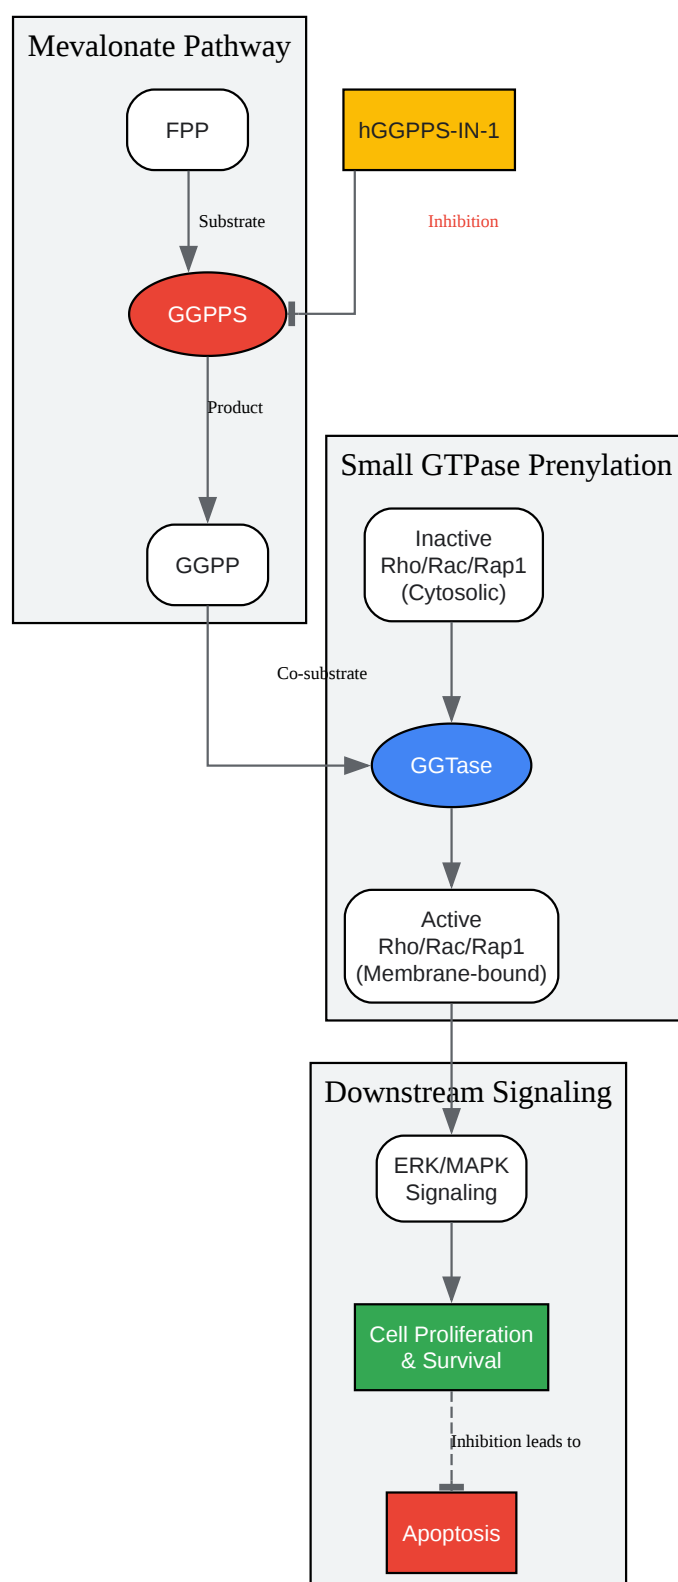 Mevalonate Pathway
FPP
hGGPPS-IN-1
Substrate
Inhibition
GGPPS
Product
Small GTPase Prenylation
Inactive
Rho/Rac/Rap1
(Cytosolic)
GGPP
Co-substrate
GGTase
Active
Rho/Rac/Rap1
(Membrane-bound)
Downstream Signaling
ERK/MAPK
Signaling
Cell Proliferation
& Survival
Inhibition leads to
Apoptosis